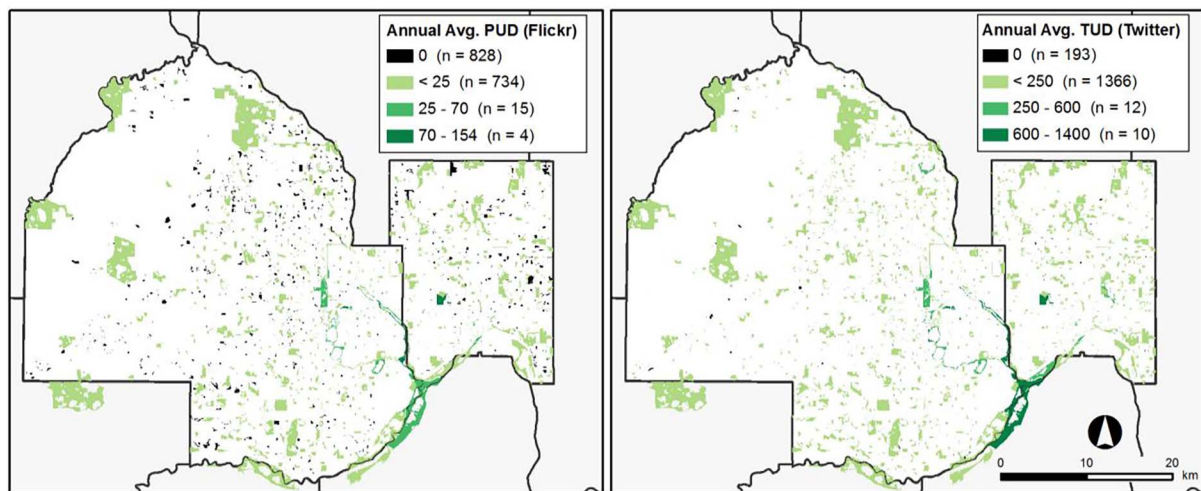 Annual Avg. PUD (Flickr)
0 (n = 828)
< 25 (n = 734)
25 - 70 (n = 15)
70 - 154 (n = 4)
Annual Avg. TUD (Twitter)
0 (n = 193)
< 250 (n = 1366)
250 - 600 (n = 12)
600 - 1400 (n = 10)
0 10 20
km